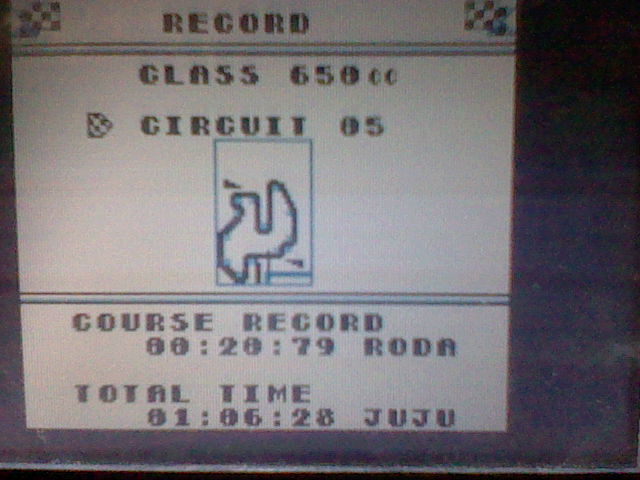 RECORD
CLASS 650cc
CIRCUIT 05
COURSE RECORD
00:20:79 RODA
TOTAL TIME
01:06:28 JUJU